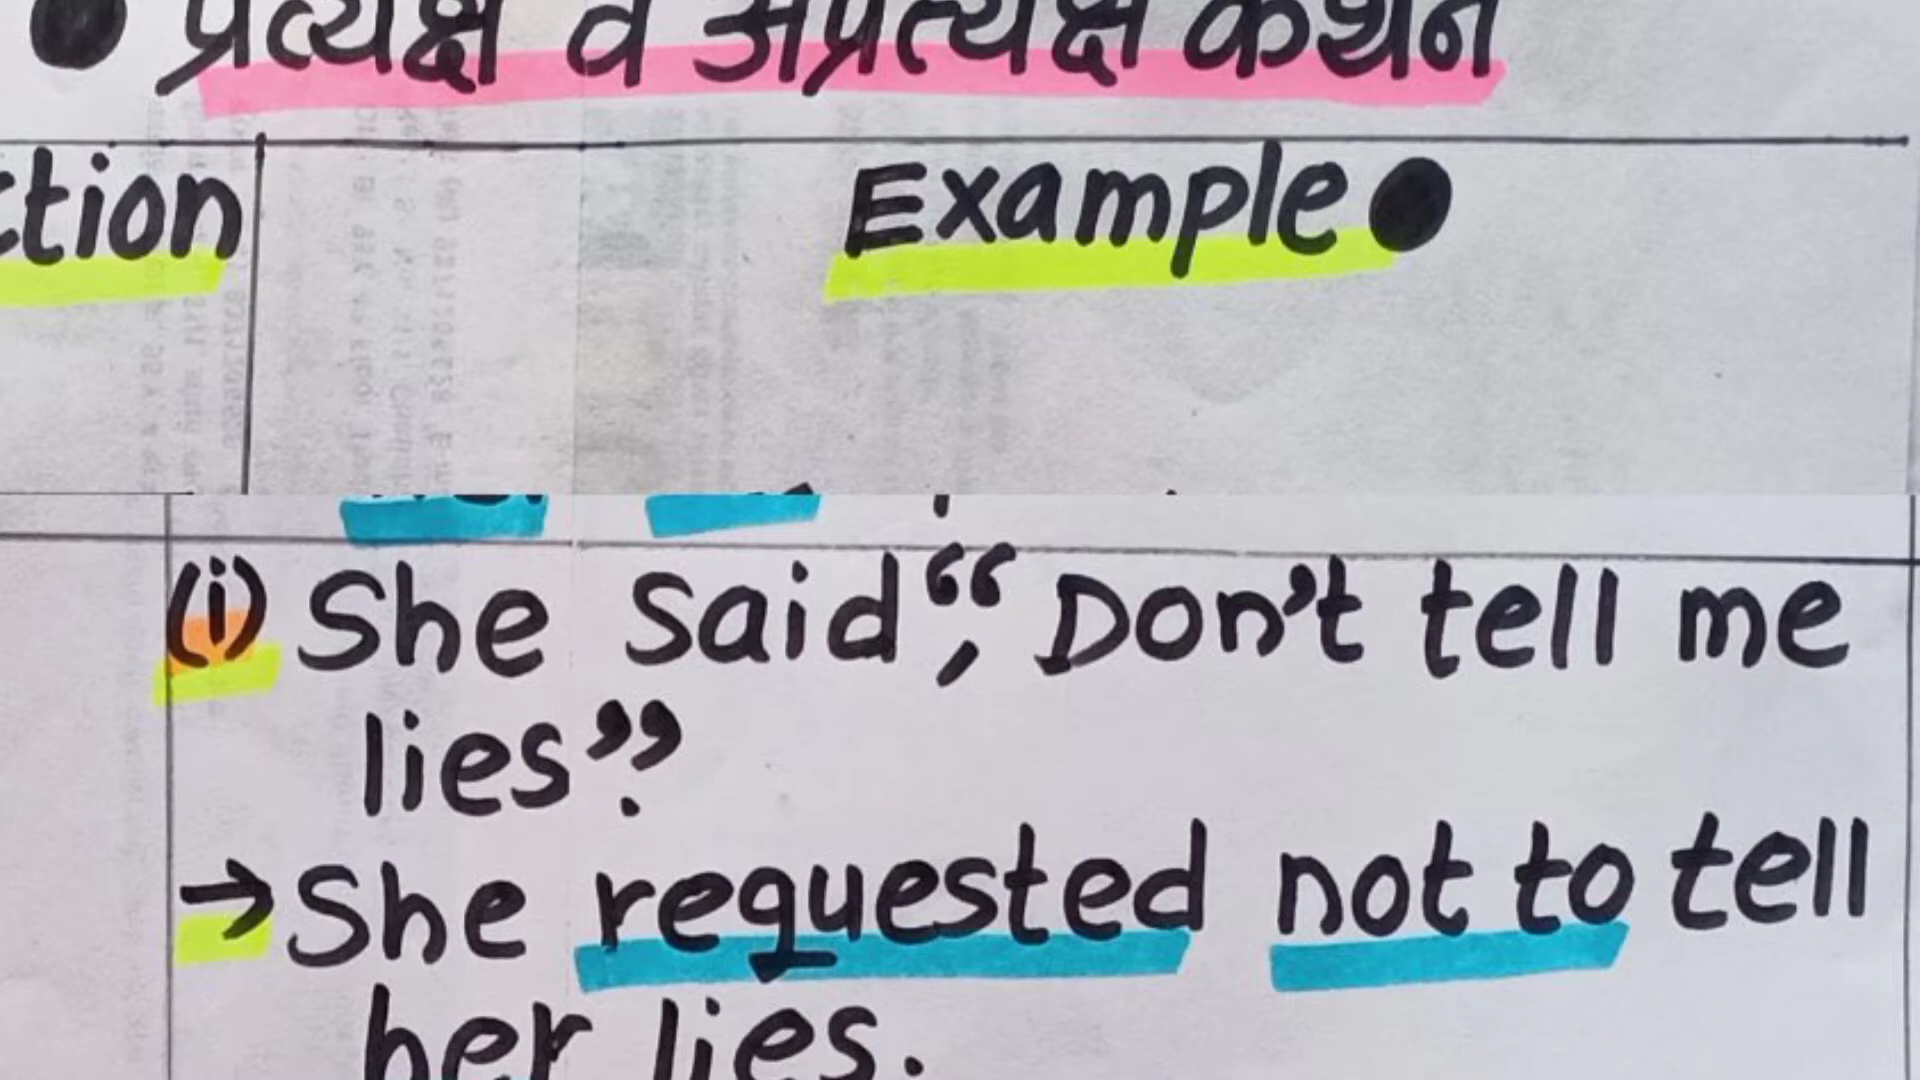 ● प्रत्यक्ष व अप्रत्यक्ष कथन
ction
Example ●
(i) She said, “Don't tell me
lies”.
→ She requested not to tell
her lies.